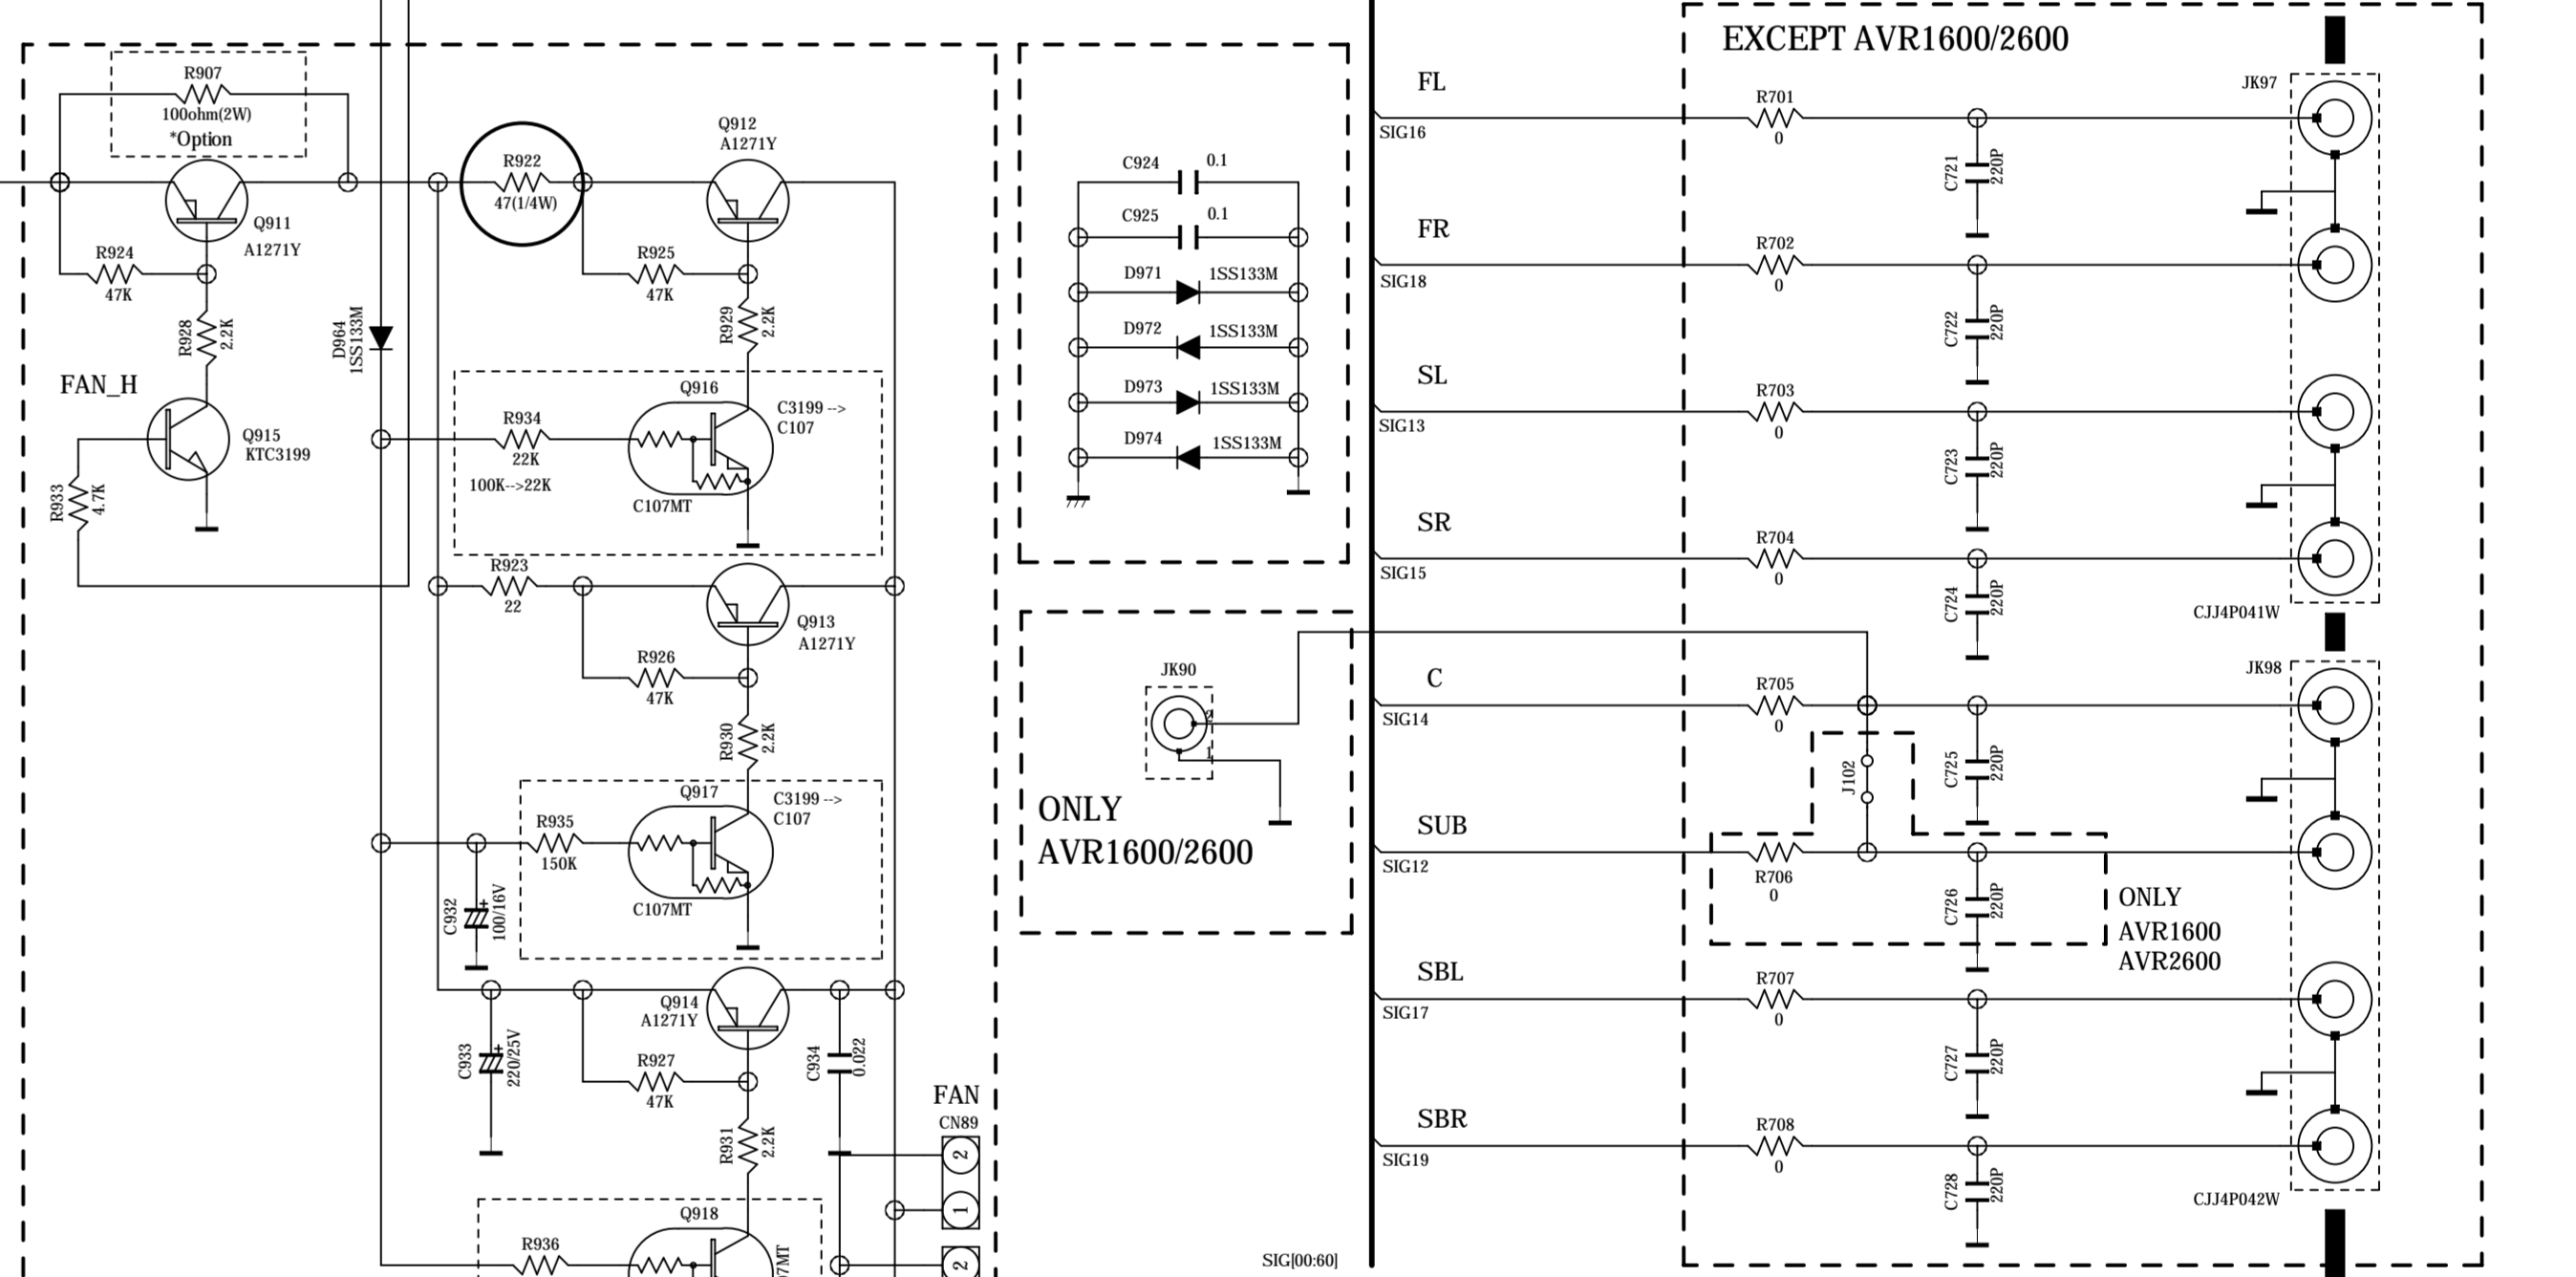 R907
100ohm(2W)
*Option
Q911
A1271Y
R924
47K
R928
2.2K
FAN_H
Q915
KTC3199
R933
4.7K
D964
1SS133M
R922
47(1/4W)
Q912
A1271Y
R925
47K
R929
2.2K
Q916
C3199 -->
C107
R934
22K
100K-->22K
C107MT
R923
22
Q913
A1271Y
R926
47K
R930
2.2K
Q917
C3199 -->
C107
R935
150K
C107MT
C932
100/16V
+
Q914
A1271Y
C933
220/25V
+
R927
47K
C934
0.022
R931
2.2K
FAN
CN89
2
1
2
Q918
R936
7MT
C924
0.1
C925
0.1
D971
1SS133M
D972
1SS133M
D973
1SS133M
D974
1SS133M
JK90
2
1
ONLY
AVR1600/2600
SIG[00:60]
EXCEPT AVR1600/2600
FL
SIG16
R701
0
C721
220P
JK97
FR
SIG18
R702
0
C722
220P
SL
SIG13
R703
0
C723
220P
SR
SIG15
R704
0
C724
220P
CJJ4P041W
C
SIG14
R705
0
J102
C725
220P
JK98
SUB
SIG12
R706
0
C726
220P
ONLY
AVR1600
AVR2600
SBL
SIG17
R707
0
C727
220P
SBR
SIG19
R708
0
C728
220P
CJJ4P042W